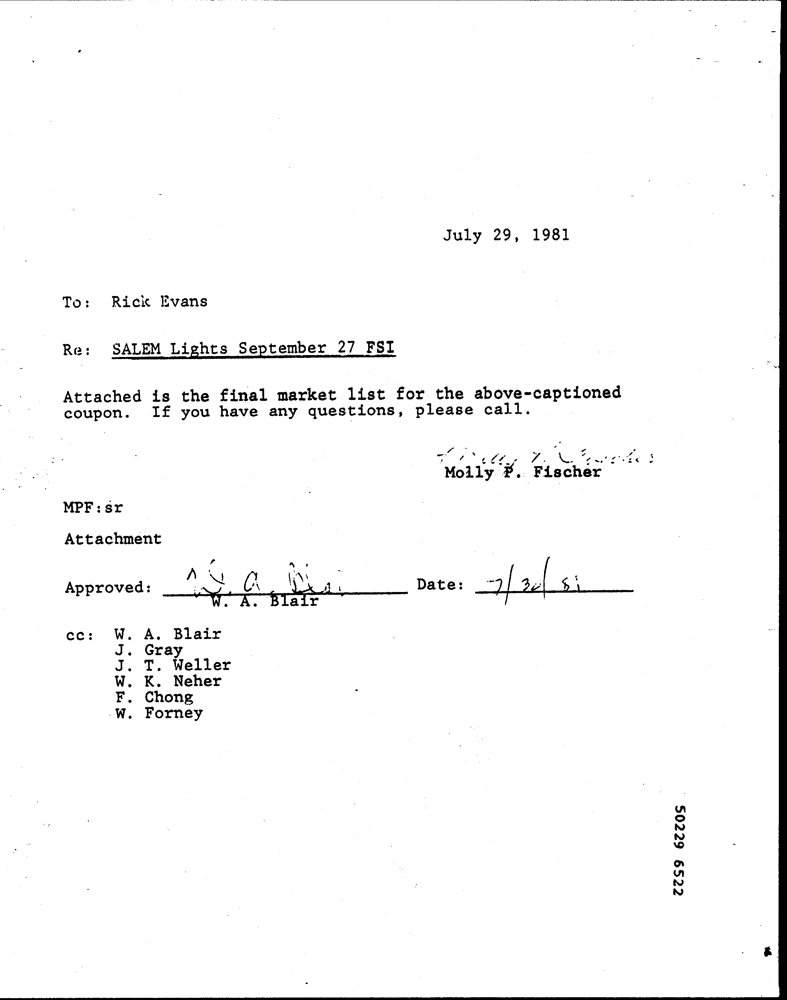 July 29, 1981
To: Rick Evans
Re: SALEM Lights September 27 FSI
Attached is the final market list for the above-captioned
coupon. If you have any questions, please call.
Molly P. Fischer
MPF:sr
Attachment
Approved: W. A. Blair Date: 7/30/81
W. A. Blair
cc: W. A. Blair
J. Gray
J. T. Weller
W. K. Neher
F. Chong
W. Forney
50229 6522